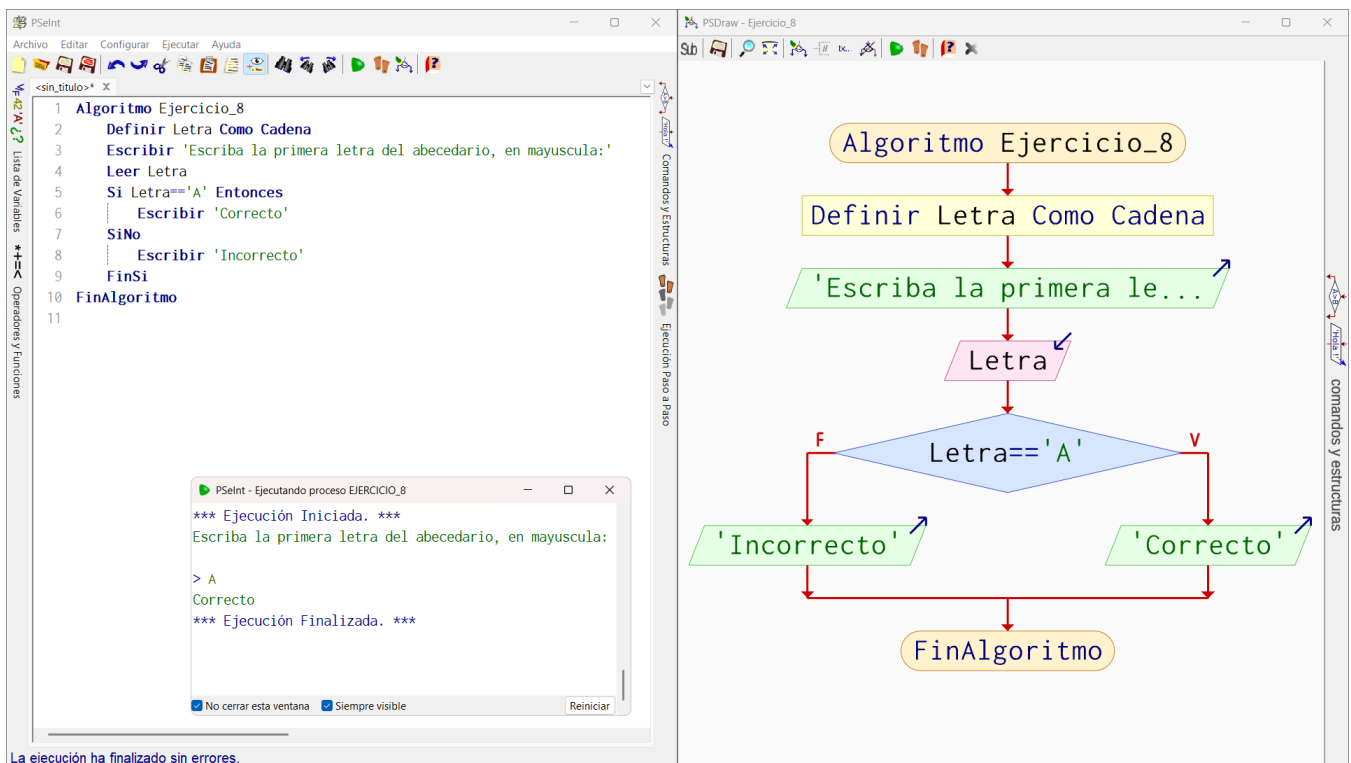 PSeInt
Archivo Editar Configurar Ejecutar Ayuda
<sin_titulo>* X
1 Algoritmo Ejercicio_8
2 Definir Letra Como Cadena
3 Escribir 'Escriba la primera letra del abecedario, en mayuscula:'
4 Leer Letra
5 Si Letra=='A' Entonces
6 Escribir 'Correcto'
7 SiNo
8 Escribir 'Incorrecto'
9 FinSi
10 FinAlgoritmo
11
42 'A' ¿? Lista de Variables
*+=< Operadores y Funciones
A>B
'Hola!'
Comandos y Estructuras
Ejecución Paso a Paso
PSeInt - Ejecutando proceso EJERCICIO_8
*** Ejecución Iniciada. ***
Escriba la primera letra del abecedario, en mayuscula:
> A
Correcto
*** Ejecución Finalizada. ***
No cerrar esta ventana Siempre visible Reiniciar
La ejecución ha finalizado sin errores.
PSDraw - Ejercicio_8
Sub
Algoritmo Ejercicio_8
Definir Letra Como Cadena
'Escriba la primera le...
Letra
Letra=='A'
F
V
'Incorrecto'
'Correcto'
FinAlgoritmo
A>B
'Hola !'
comandos y estructuras